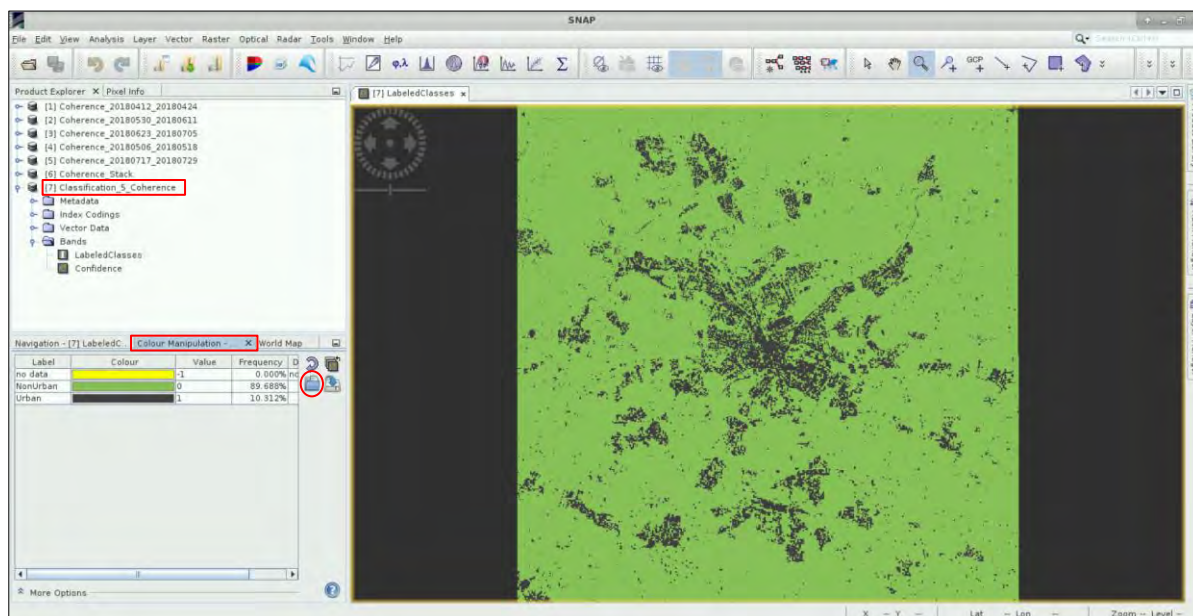 SNAP
File Edit View Analysis Layer Vector Raster Optical Radar Tools Window Help
GCP
Product Explorer Pixel Info
[7] LabeledClasses
[1] Coherence_20180412_20180424
[2] Coherence_20180530_20180611
[3] Coherence_20180623_20180705
[4] Coherence_20180506_20180518
[5] Coherence_20180717_20180729
[6] Coherence_Stack
[7] Classification_5_Coherence
Metadata
Index Codings
Vector Data
Bands
LabeledClasses
Confidence
Navigation - [7] LabeledC... Colour Manipulation - ... World Map
Label Colour Value Frequency D
no data -1 0.000% no
NonUrban 0 89.688%
Urban 1 10.312%
More Options
X -- Y -- Lat -- Lon -- Zoom -- Level --